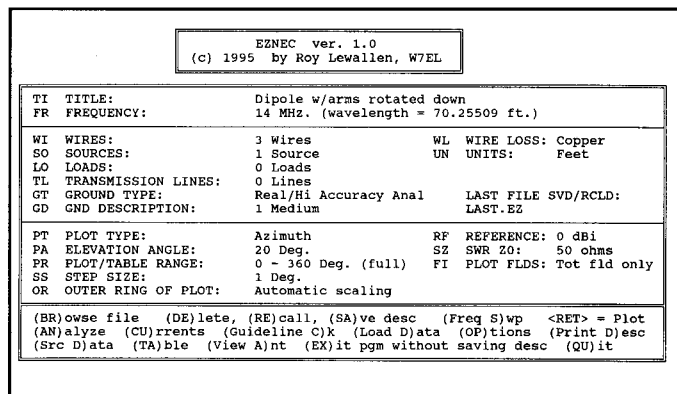 EZNEC ver. 1.0
(c) 1995 by Roy Lewallen, W7EL
TI TITLE: Dipole w/arms rotated down
FR FREQUENCY: 14 MHz. (wavelength = 70.25509 ft.)
WI WIRES: 3 Wires WL WIRE LOSS: Copper
SO SOURCES: 1 Source UN UNITS: Feet
LO LOADS: 0 Loads
TL TRANSMISSION LINES: 0 Lines
GT GROUND TYPE: Real/Hi Accuracy Anal LAST FILE SVD/RCLD:
GD GND DESCRIPTION: 1 Medium LAST.EZ
PT PLOT TYPE: Azimuth RF REFERENCE: 0 dBi
PA ELEVATION ANGLE: 20 Deg. SZ SWR Z0: 50 ohms
PR PLOT/TABLE RANGE: 0 - 360 Deg. (full) FI PLOT FLDS: Tot fld only
SS STEP SIZE: 1 Deg.
OR OUTER RING OF PLOT: Automatic scaling
(BR)owse file (DE)lete, (RE)call, (SA)ve desc (Freq S)wp <RET> = Plot
(AN)alyze (CU)rrents (Guideline C)k (Load D)ata (OP)tions (Print D)esc
(Src D)ata (TA)ble (View A)nt (EX)it pgm without saving desc (QU)it